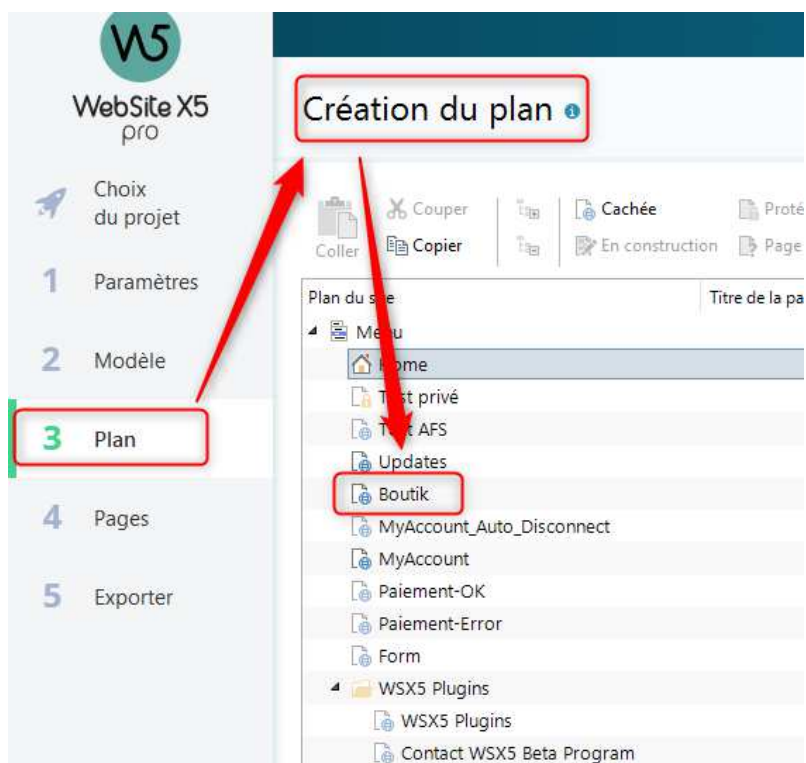 W5
WebSite X5
pro
Choix
du projet
1 Paramètres
2 Modèle
3 Plan
4 Pages
5 Exporter
Création du plan
Coller
Couper
Copier
Cachée
En construction
Proté
Page
Plan du site
Titre de la pa
Menu
Home
Test privé
Test AFS
Updates
Boutik
MyAccount_Auto_Disconnect
MyAccount
Paiement-OK
Paiement-Error
Form
WSX5 Plugins
WSX5 Plugins
Contact WSX5 Beta Program